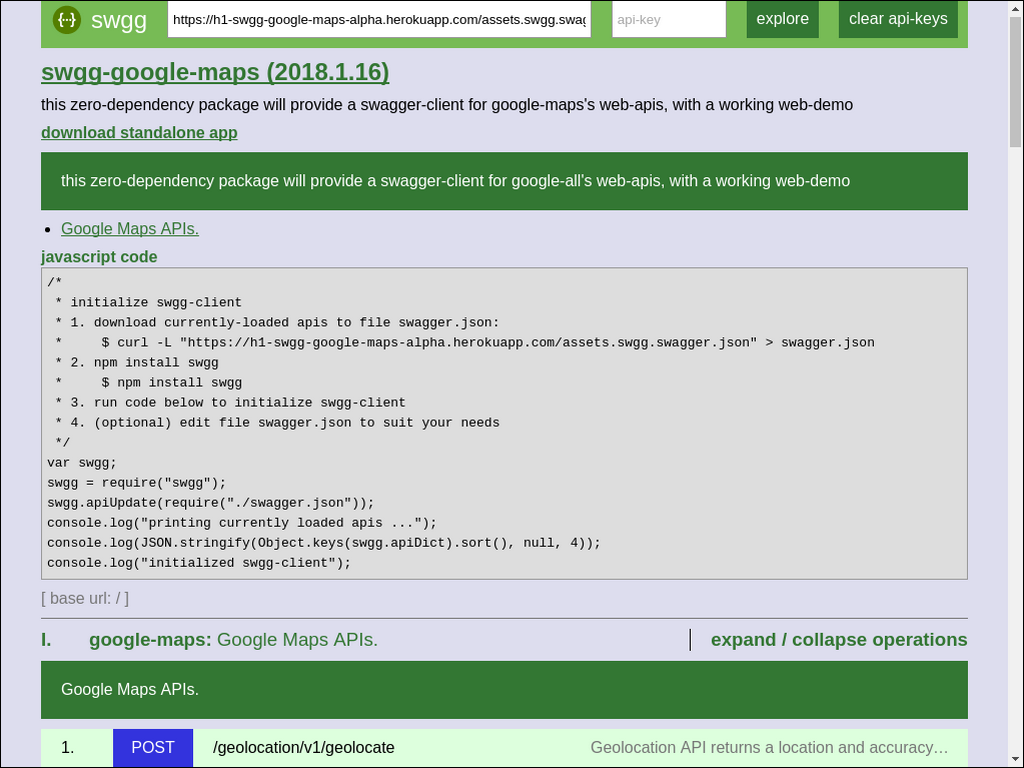 {··} swgg https://h1-swgg-google-maps-alpha.herokuapp.com/assets.swgg.swag api-key explore clear api-keys
swgg-google-maps (2018.1.16)
this zero-dependency package will provide a swagger-client for google-maps's web-apis, with a working web-demo
download standalone app
this zero-dependency package will provide a swagger-client for google-all's web-apis, with a working web-demo
• Google Maps APIs.
javascript code
/*
 * initialize swgg-client
 * 1. download currently-loaded apis to file swagger.json:
 *     $ curl -L "https://h1-swgg-google-maps-alpha.herokuapp.com/assets.swgg.swagger.json" > swagger.json
 * 2. npm install swgg
 *     $ npm install swgg
 * 3. run code below to initialize swgg-client
 * 4. (optional) edit file swagger.json to suit your needs
 */
var swgg;
swgg = require("swgg");
swgg.apiUpdate(require("./swagger.json"));
console.log("printing currently loaded apis ...");
console.log(JSON.stringify(Object.keys(swgg.apiDict).sort(), null, 4));
console.log("initialized swgg-client");
[ base url: / ]
I. google-maps: Google Maps APIs. expand / collapse operations
Google Maps APIs.
1. POST /geolocation/v1/geolocate Geolocation API returns a location and accuracy…